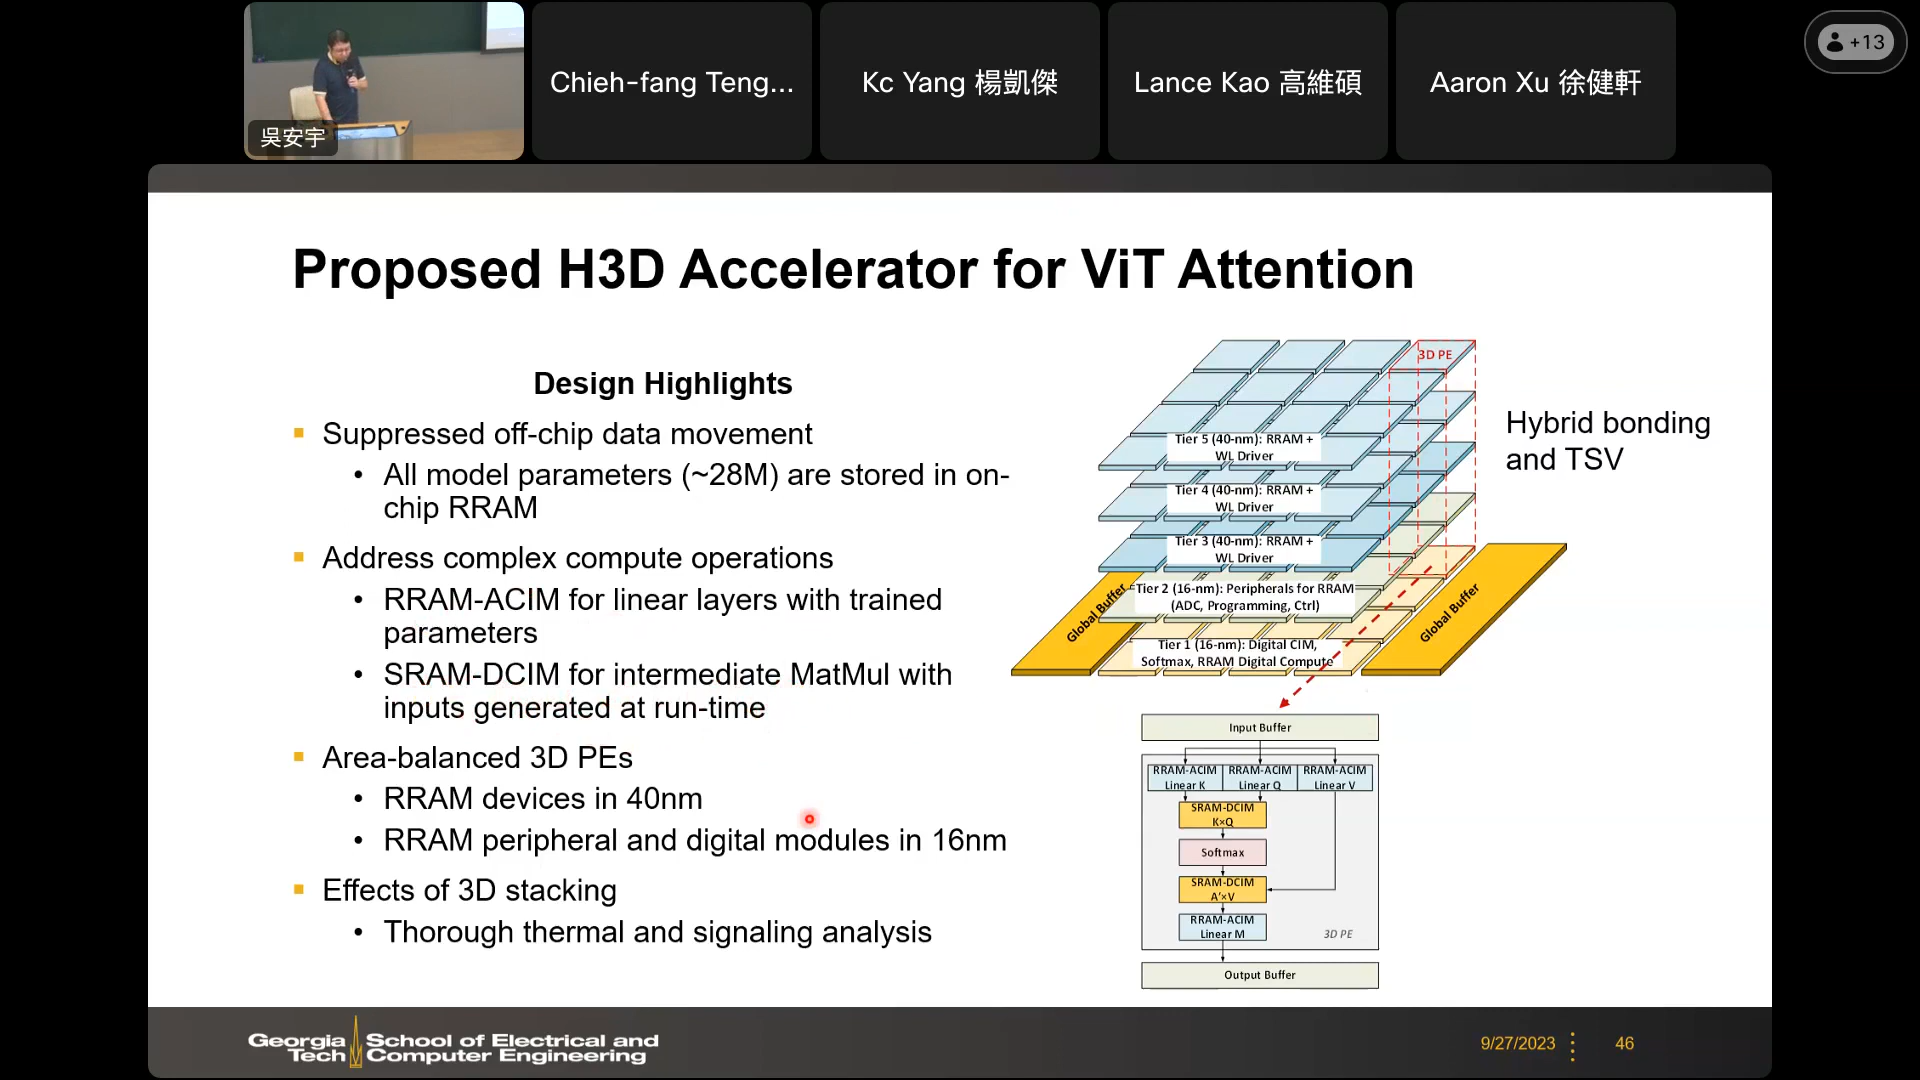 吳安宇
Chieh-fang Teng...
Kc Yang 楊凱傑
Lance Kao 高維碩
Aaron Xu 徐健軒
+13
Proposed H3D Accelerator for ViT Attention
Design Highlights
Suppressed off-chip data movement
• All model parameters (~28M) are stored in on-
chip RRAM
Address complex compute operations
• RRAM-ACIM for linear layers with trained
parameters
• SRAM-DCIM for intermediate MatMul with
inputs generated at run-time
Area-balanced 3D PEs
• RRAM devices in 40nm
• RRAM peripheral and digital modules in 16nm
Effects of 3D stacking
• Thorough thermal and signaling analysis
3D PE
Tier 5 (40-nm): RRAM +
WL Driver
Tier 4 (40-nm): RRAM +
WL Driver
Tier 3 (40-nm): RRAM +
WL Driver
Tier 2 (16-nm): Peripherals for RRAM
(ADC, Programming, Ctrl)
Tier 1 (16-nm): Digital CIM,
Softmax, RRAM Digital Compute
Global Buffer
Global Buffer
Hybrid bonding
and TSV
Input Buffer
RRAM-ACIM
Linear K
RRAM-ACIM
Linear Q
RRAM-ACIM
Linear V
SRAM-DCIM
K×Q
Softmax
SRAM-DCIM
A'×V
RRAM-ACIM
Linear M
3D PE
Output Buffer
Georgia
Tech
School of Electrical and
Computer Engineering
9/27/2023
46